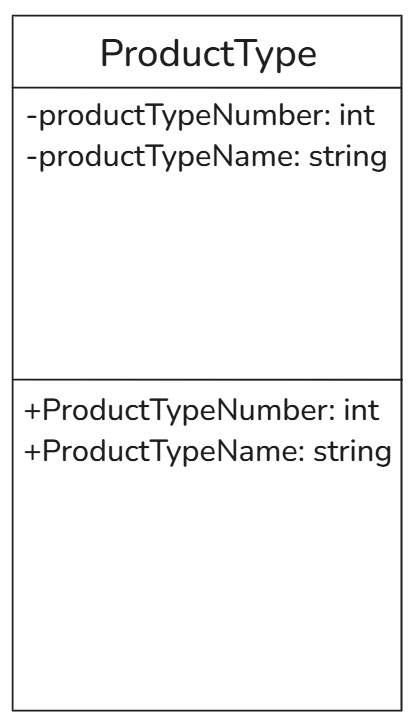 ProductType
-productTypeNumber: int
-productTypeName: string
+ProductTypeNumber: int
+ProductTypeName: string